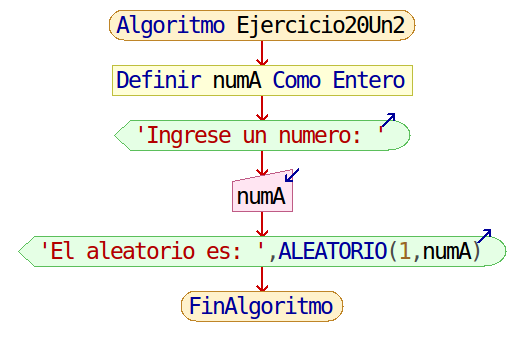 Algoritmo Ejercicio20Un2
Definir numA Como Entero
'Ingrese un numero: '
numA
'El aleatorio es: ',ALEATORIO(1,numA)
FinAlgoritmo